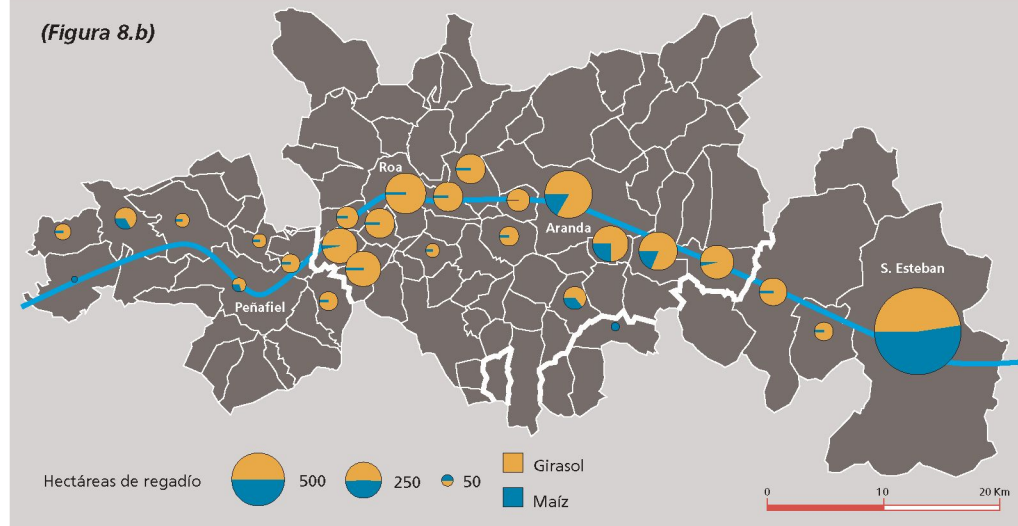 (Figura 8.b)
Roa
Aranda
S. Esteban
Peñafiel
Hectáreas de regadío
500
250
50
Girasol
Maíz
0
10
20 Km